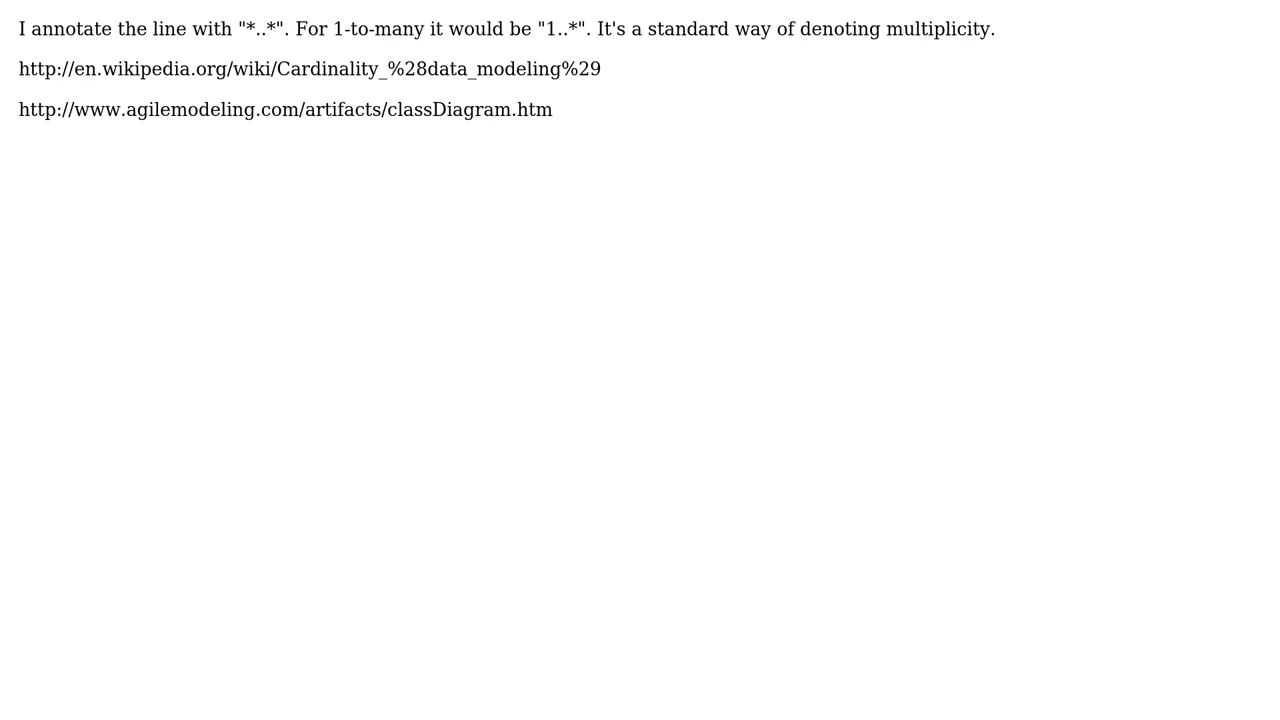 I annotate the line with "*..*". For 1-to-many it would be "1..*". It's a standard way of denoting multiplicity.
http://en.wikipedia.org/wiki/Cardinality_%28data_modeling%29
http://www.agilemodeling.com/artifacts/classDiagram.htm